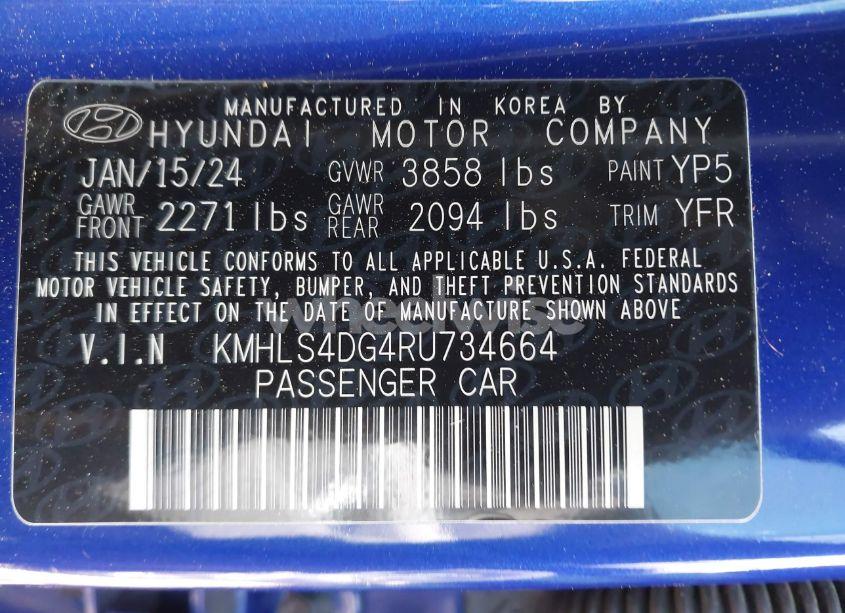 MANUFACTURED IN KOREA BY
HYUNDAI MOTOR COMPANY
JAN/15/24 GVWR 3858 lbs PAINT YP5
GAWR FRONT 2271 lbs GAWR REAR 2094 lbs TRIM YFR
THIS VEHICLE CONFORMS TO ALL APPLICABLE U.S.A. FEDERAL
MOTOR VEHICLE SAFETY, BUMPER, AND THEFT PREVENTION STANDARDS
IN EFFECT ON THE DATE OF MANUFACTURE SHOWN ABOVE
wheelwise
V.I.N KMHLS4DG4RU734664
PASSENGER CAR